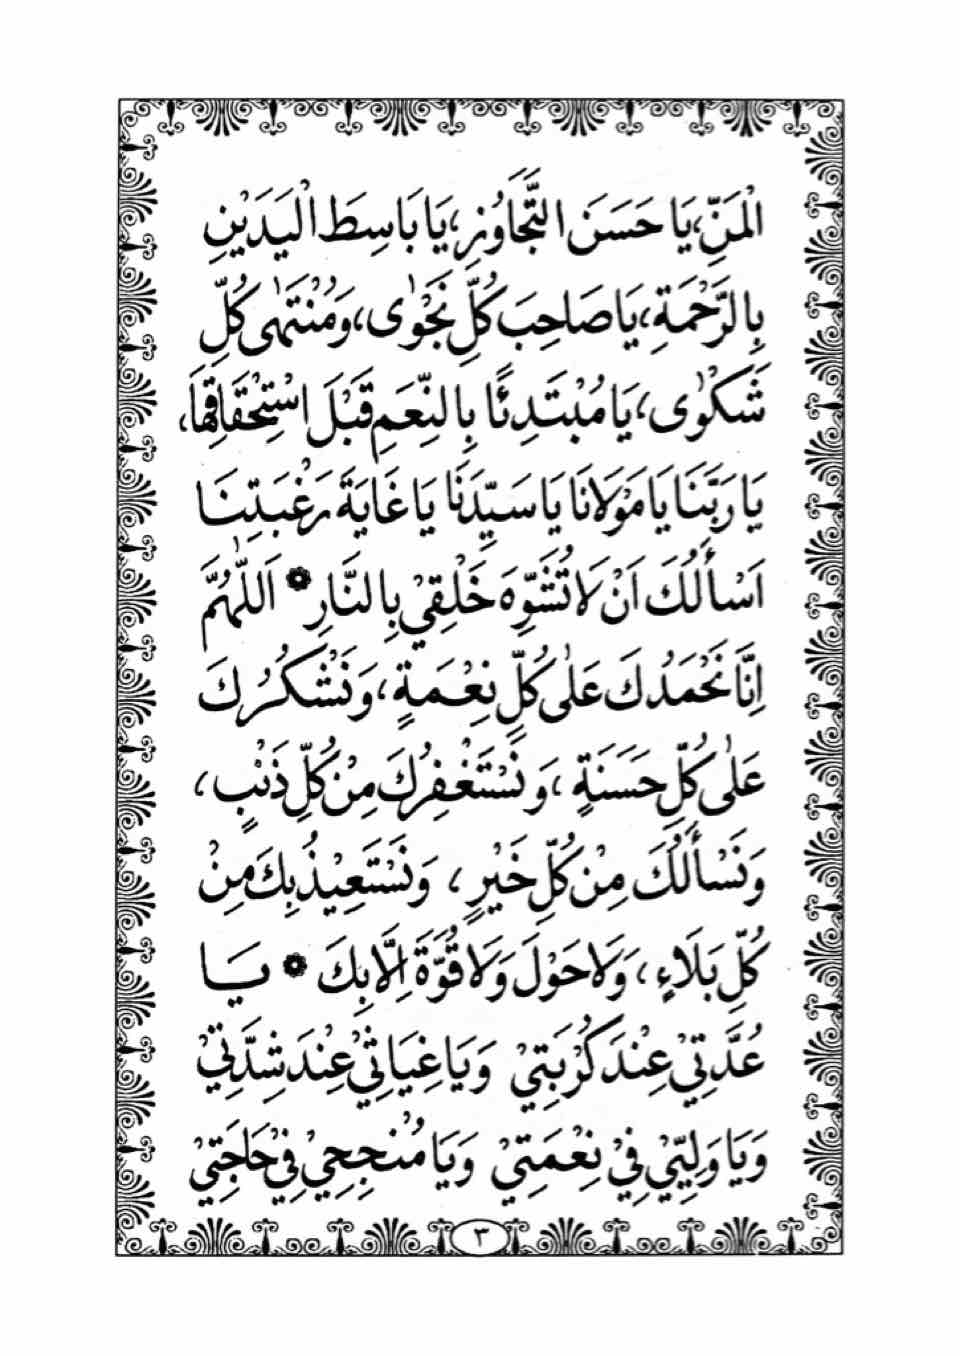 الْمَنِّ، يَا حَسَنَ التَّجَاوُزِ، يَا بَاسِطَ الْيَدَيْنِ
بِالرَّحْمَةِ، يَا صَاحِبَ كُلِّ نَجْوٰى، وَمُنْتَهٰى كُلِّ
شَكْوٰى، يَا مُبْتَدِئًا بِالنِّعَمِ قَبْلَ اسْتِحْقَاقِهَا،
يَا رَبَّنَا يَا مَوْلَانَا يَا سَيِّدَنَا يَا غَايَةَ رَغْبَتِنَا
اَسْأَلُكَ اَنْ لَا تُشَوِّهَ خَلْقِيْ بِالنَّارِ * اَللّٰهُمَّ
اِنَّا نَحْمَدُكَ عَلٰى كُلِّ نِعْمَةٍ، وَنَشْكُرُكَ
عَلٰى كُلِّ حَسَنَةٍ، وَنَسْتَغْفِرُكَ مِنْ كُلِّ ذَنْبٍ،
وَنَسْأَلُكَ مِنْ كُلِّ خَيْرٍ، وَنَسْتَعِيْذُ بِكَ مِنْ
كُلِّ بَلَاءٍ، وَلَا حَوْلَ وَلَا قُوَّةَ اِلَّا بِكَ * يَا
عُدَّتِيْ عِنْدَ كُرْبَتِيْ وَيَا غِيَاثِيْ عِنْدَ شِدَّتِيْ
وَيَا وَلِيِّيْ فِيْ نِعْمَتِيْ وَيَا مُنْجِحِيْ فِيْ حَاجَتِيْ
٣